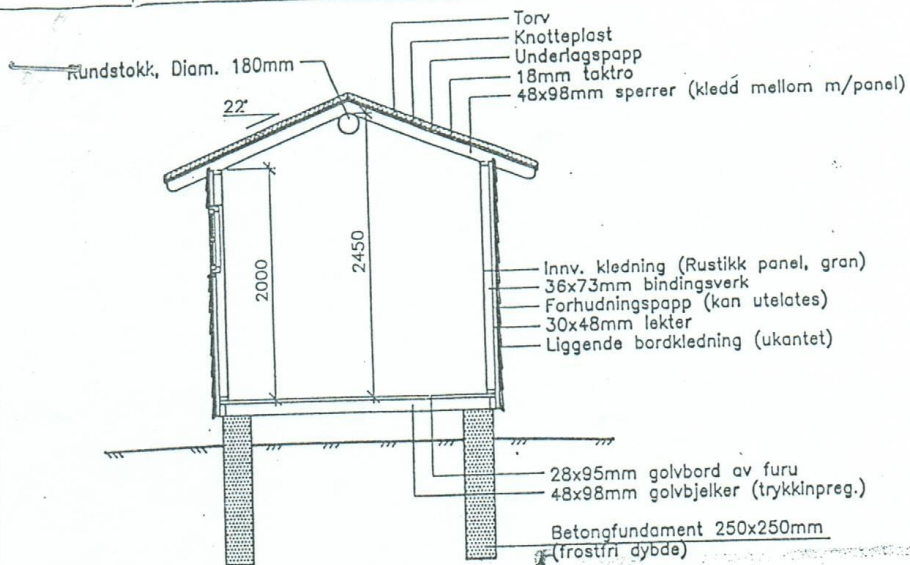 Torv
Knotteplast
Underlagspapp
18mm taktro
48x98mm sperrer (kledd mellom m/panel)
Rundstokk, Diam. 180mm
22°
2000
2450
Innv. kledning (Rustikk panel, gran)
36x73mm bindingsverk
Forhudningspapp (kan utelates)
30x48mm lekter
Liggende bordkledning (ukantet)
28x95mm golvbord av furu
48x98mm golvbjelker (trykkinpreg.)
Betongfundament 250x250mm
(frostfri dybde)